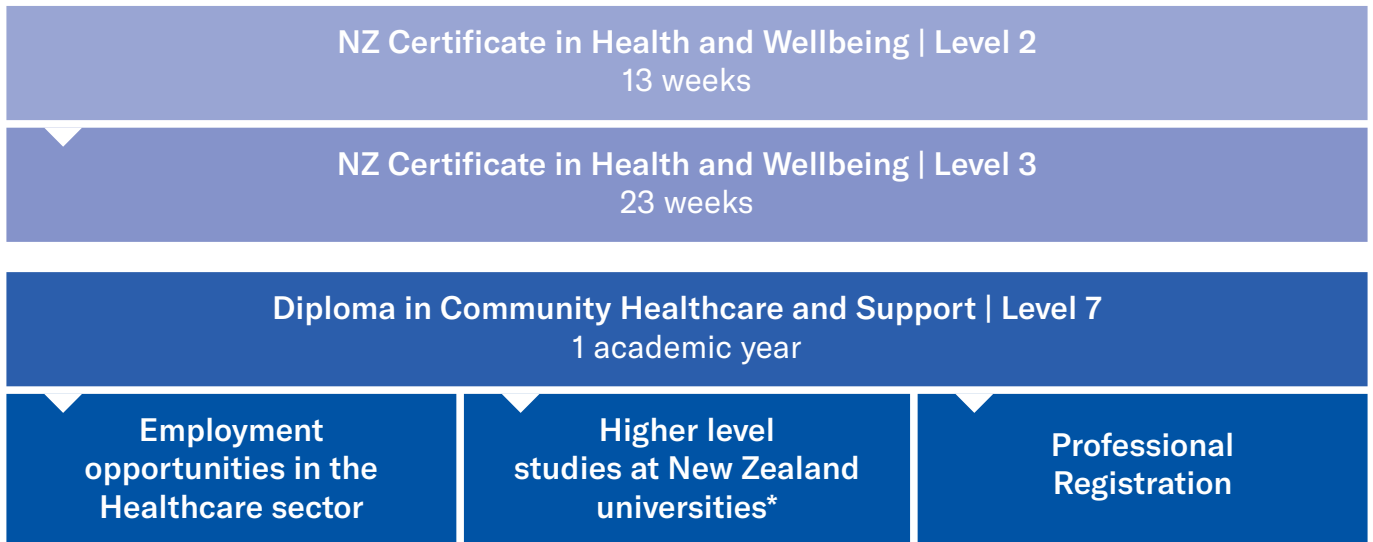 NZ Certificate in Health and Wellbeing | Level 2
13 weeks
NZ Certificate in Health and Wellbeing | Level 3
23 weeks
Diploma in Community Healthcare and Support | Level 7
1 academic year
Employment
opportunities in the
Healthcare sector
Higher level
studies at New Zealand
universities*
Professional
Registration